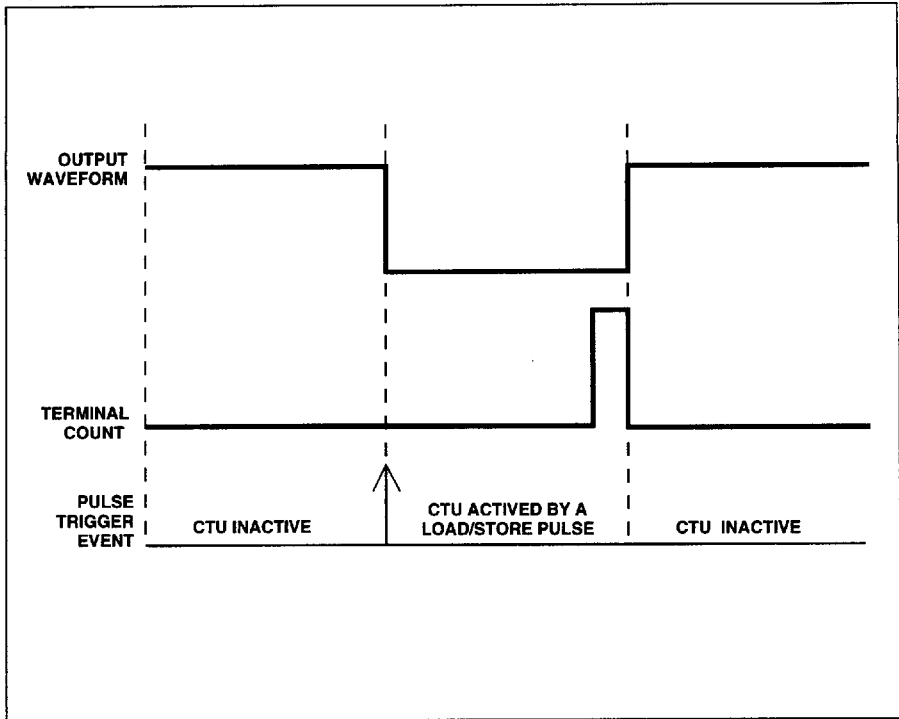 OUTPUT
WAVEFORM
TERMINAL
COUNT
PULSE
TRIGGER
EVENT
CTU INACTIVE
CTU ACTIVED BY A
LOAD/STORE PULSE
CTU INACTIVE